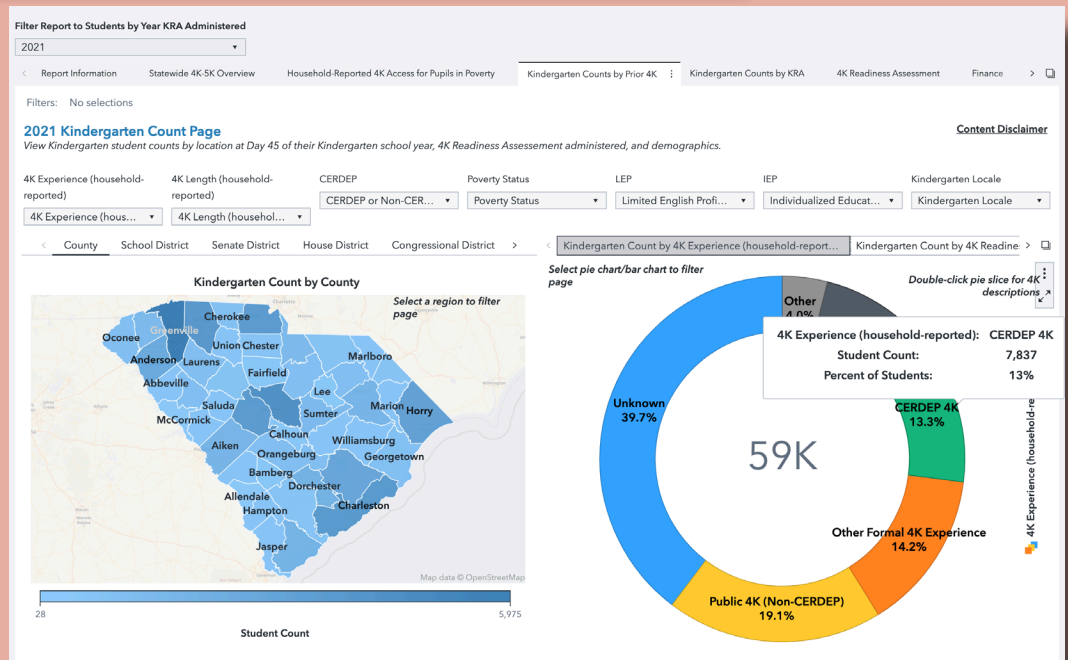 Filter Report to Students by Year KRA Administered
2021
Report Information
Statewide 4K-5K Overview
Household-Reported 4K Access for Pupils in Poverty
Kindergarten Counts by Prior 4K
Kindergarten Counts by KRA
4K Readiness Assessment
Finance
Filters: No selections
2021 Kindergarten Count Page
Content Disclaimer
View Kindergarten student counts by location at Day 45 of their Kindergarten school year, 4K Readiness Assessement administered, and demographics.
4K Experience (household-
reported)
4K Experience (hous...
4K Length (household-
reported)
4K Length (househol...
CERDEP
CERDEP or Non-CER...
Poverty Status
Poverty Status
LEP
Limited English Profi...
IEP
Individualized Educat...
Kindergarten Locale
Kindergarten Locale
County
School District
Senate District
House District
Congressional District
Kindergarten Count by 4K Experience (household-report...
Kindergarten Count by 4K Readine
Kindergarten Count by County
Select a region to filter
page
Cherokee
Greenville
Oconee
Union
Chester
Anderson
Laurens
Marlboro
Fairfield
Abbeville
Lee
Saluda
Marion
Horry
McCormick
Sumter
Calhoun
Aiken
Williamsburg
Orangeburg
Georgetown
Bamberg
Dorchester
Allendale
Charleston
Hampton
Jasper
Map data © OpenStreetMap
28
5,975
Student Count
Select pie chart/bar chart to filter
page
Double-click pie slice for 4K
descriptions
Other
4.0%
4K Experience (household-reported): CERDEP 4K
Student Count: 7,837
Percent of Students: 13%
Unknown
39.7%
CERDEP 4K
13.3%
59K
Other Formal 4K Experience
14.2%
Public 4K (Non-CERDEP)
19.1%
4K Experience (household-re